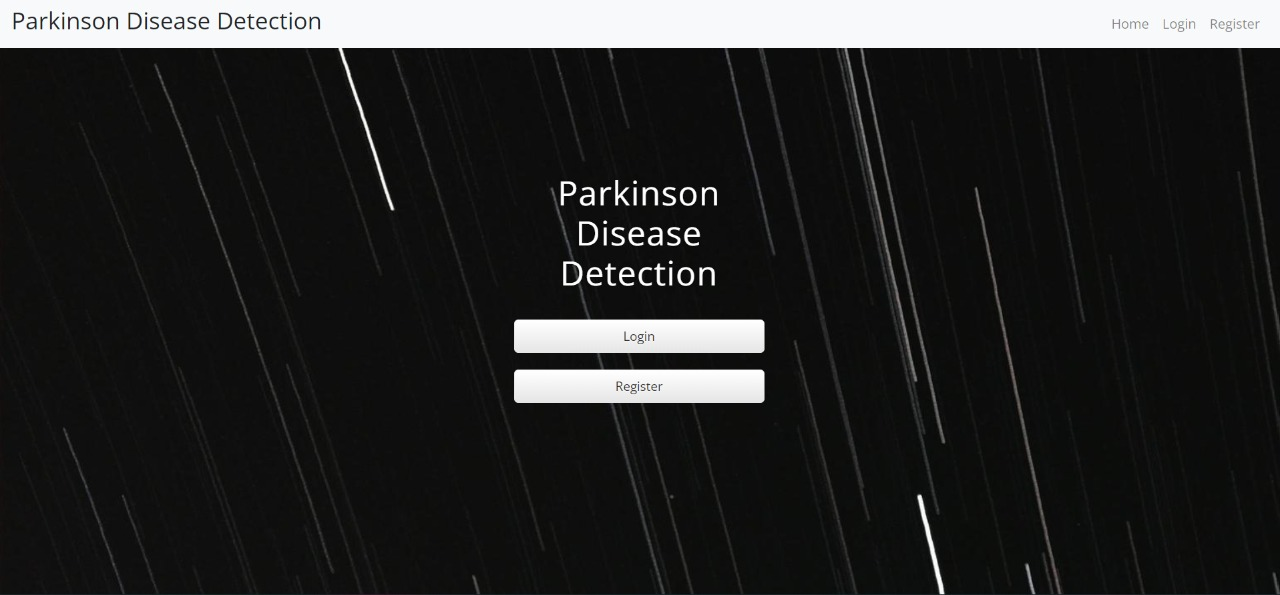 Parkinson Disease Detection
Home Login Register
Parkinson
Disease
Detection
Login
Register